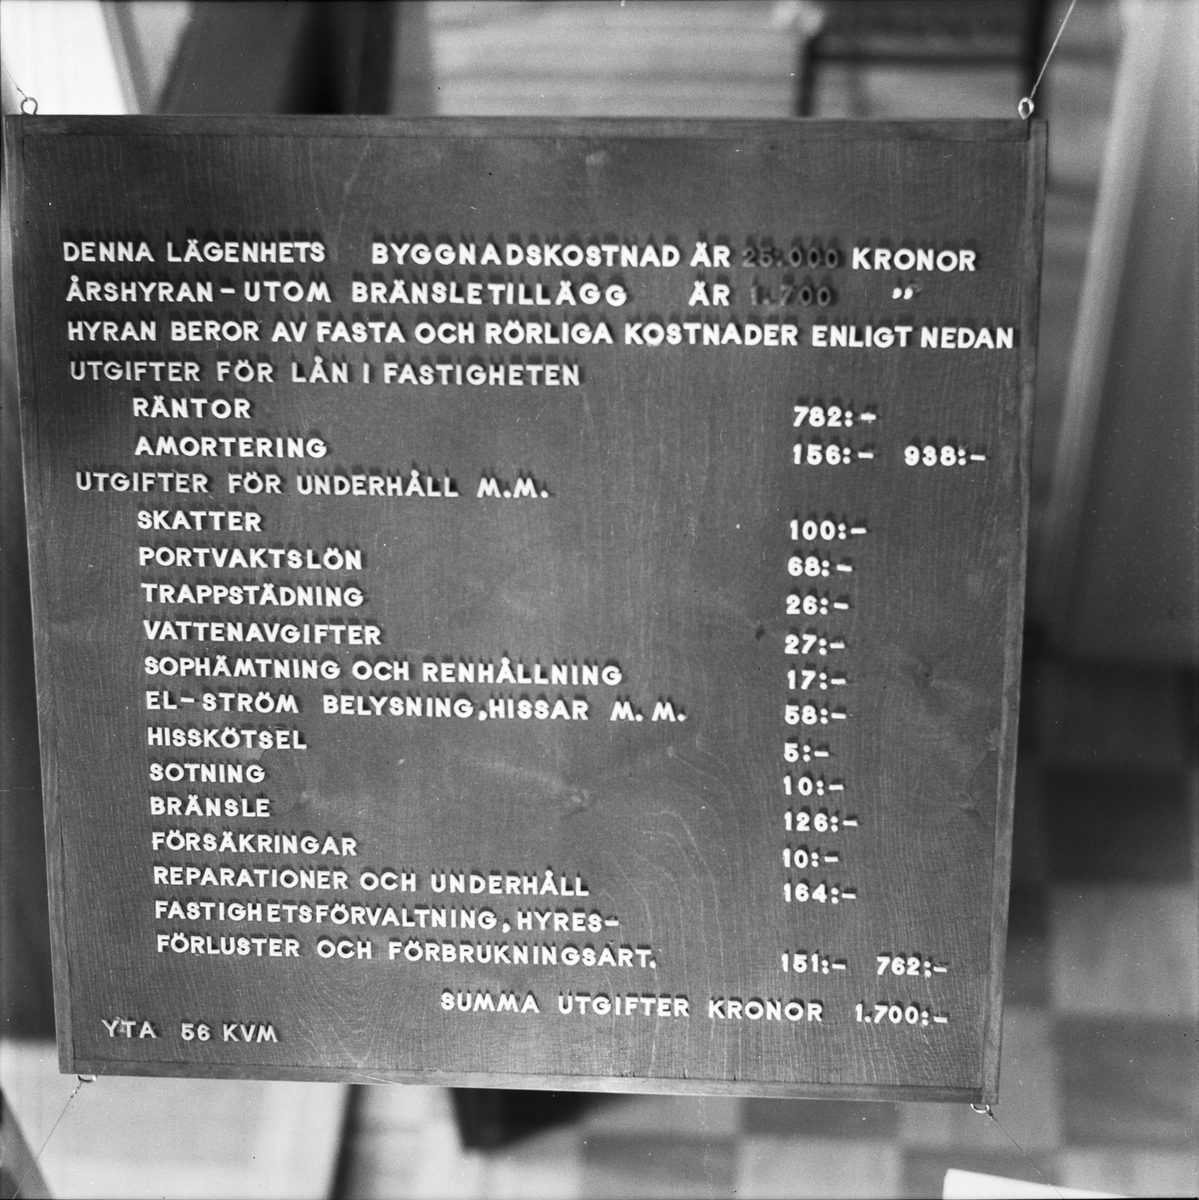 DENNA LÄGENHETS BYGGNADSKOSTNAD ÄR 25.000 KRONOR
ÅRSHYRAN-UTOM BRÄNSLETILLÄGG ÄR 1.700 "
HYRAN BEROR AV FASTA OCH RÖRLIGA KOSTNADER ENLIGT NEDAN
UTGIFTER FÖR LÅN I FASTIGHETEN
RÄNTOR 782:-
AMORTERING 156:- 938:-
UTGIFTER FÖR UNDERHÅLL M.M.
SKATTER 100:-
PORTVAKTSLÖN 68:-
TRAPPSTÄDNING 26:-
VATTENAVGIFTER 27:-
SOPHÄMTNING OCH RENHÅLLNING 17:-
EL-STRÖM BELYSNING,HISSAR M.M. 58:-
HISSKÖTSEL 5:-
SOTNING 10:-
BRÄNSLE 126:-
FÖRSÄKRINGAR 10:-
REPARATIONER OCH UNDERHÅLL 164:-
FASTIGHETSFÖRVALTNING, HYRES-
FÖRLUSTER OCH FÖRBRUKNINGSART. 151:- 762:-
SUMMA UTGIFTER KRONOR 1.700:-
YTA 56 KVM